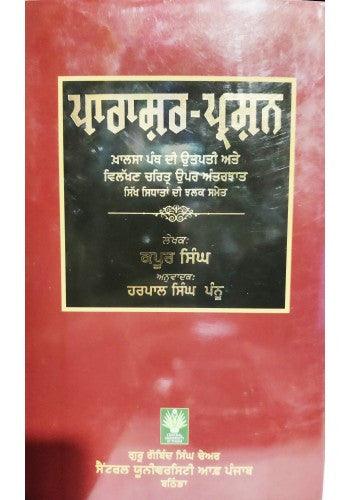 ਪਾਰਾਸ਼ਰ-ਪ੍ਰਸ਼ਨ
ਖ਼ਾਲਸਾ ਪੰਥ ਦੀ ਉਤਪਤੀ ਅਤੇ
ਵਿਲੱਖਣ ਚਰਿਤ੍ਰ ਉਪਰ ਅੰਤਰਝਾਤ
ਸਿੱਖ ਸਿਧਾਤਾਂ ਦੀ ਝਲਕ ਸਮੇਤ
ਲੇਖਕ:
ਕਪੂਰ ਸਿੰਘ
ਅਨੁਵਾਦਕ:
ਹਰਪਾਲ ਸਿੰਘ ਪੰਨੂ
ਗੁਰੂ ਗੋਬਿੰਦ ਸਿੰਘ ਚੇਅਰ
ਸੈਂਟਰਲ ਯੂਨੀਵਰਸਿਟੀ ਆਫ਼ ਪੰਜਾਬ
ਬਠਿੰਡਾ